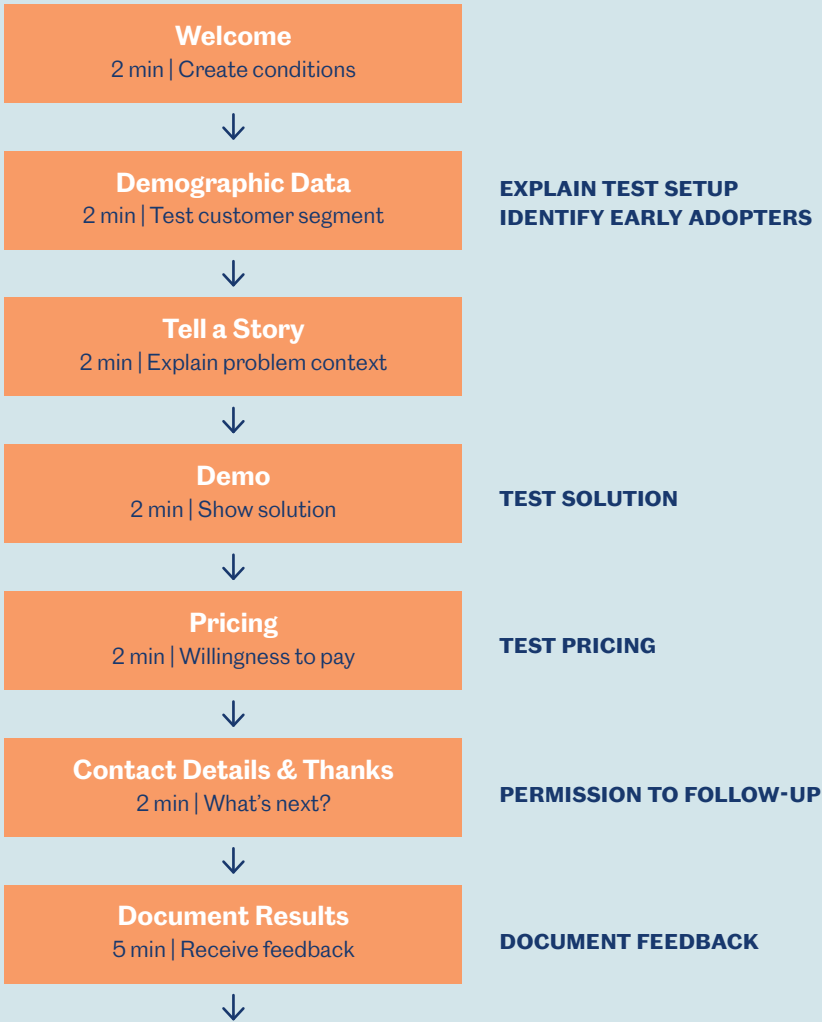 Welcome
2 min | Create conditions
Demographic Data
2 min | Test customer segment
EXPLAIN TEST SETUP
IDENTIFY EARLY ADOPTERS
Tell a Story
2 min | Explain problem context
Demo
2 min | Show solution
TEST SOLUTION
Pricing
2 min | Willingness to pay
TEST PRICING
Contact Details & Thanks
2 min | What’s next?
PERMISSION TO FOLLOW-UP
Document Results
5 min | Receive feedback
DOCUMENT FEEDBACK